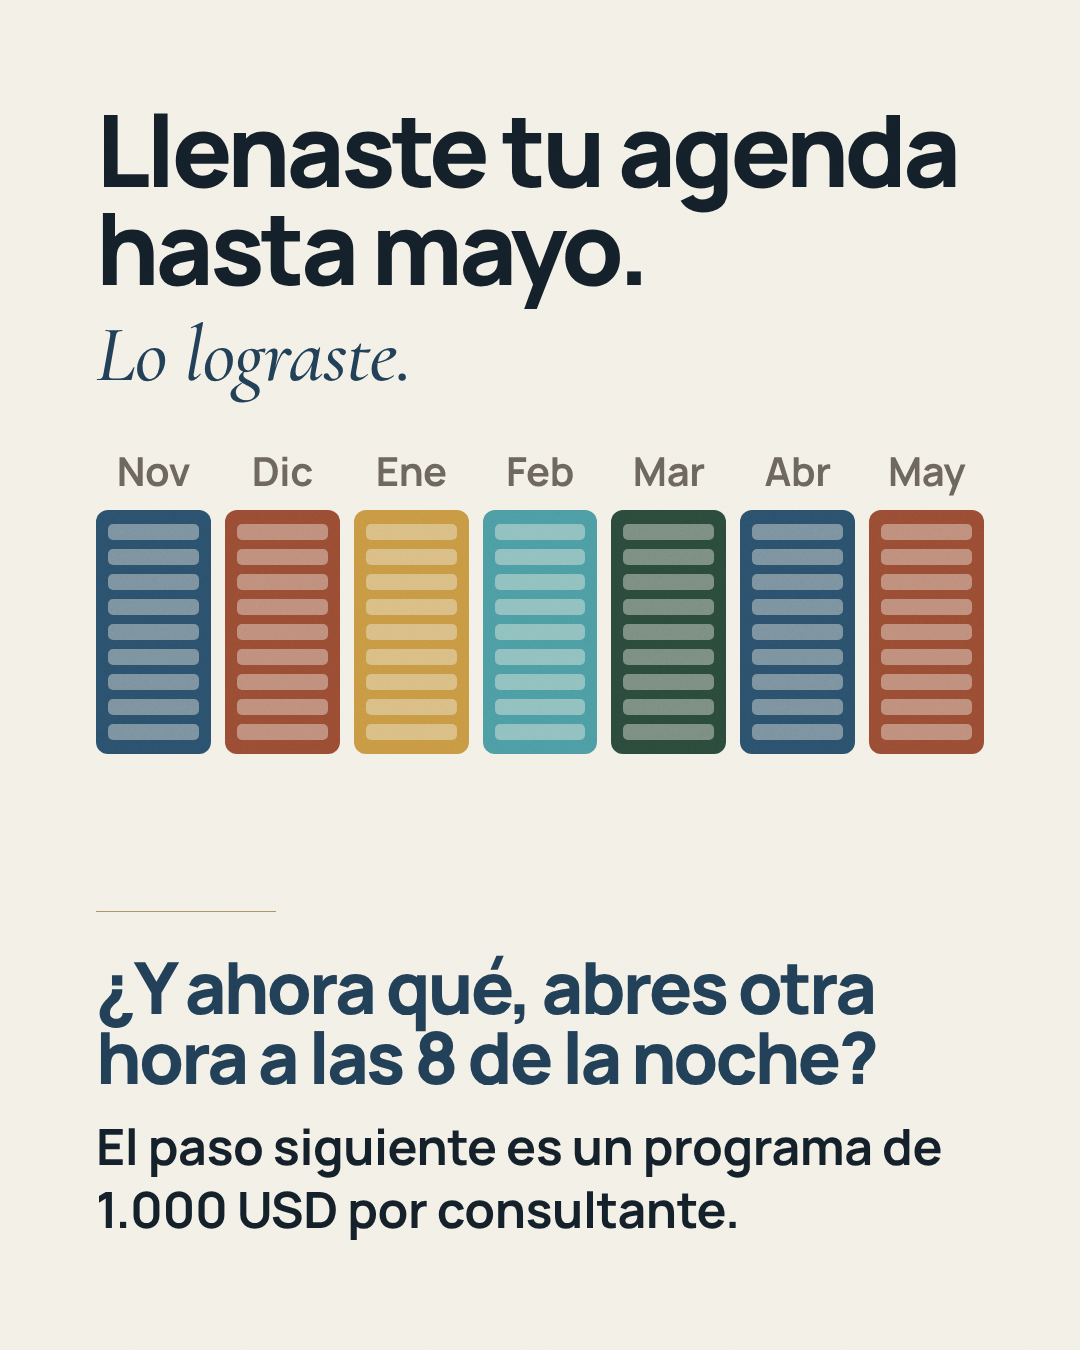 Llenaste tu agenda
hasta mayo.
Lo lograste.
Nov Dic Ene Feb Mar Abr May
¿Y ahora qué, abres otra
hora a las 8 de la noche?
El paso siguiente es un programa de
1.000 USD por consultante.